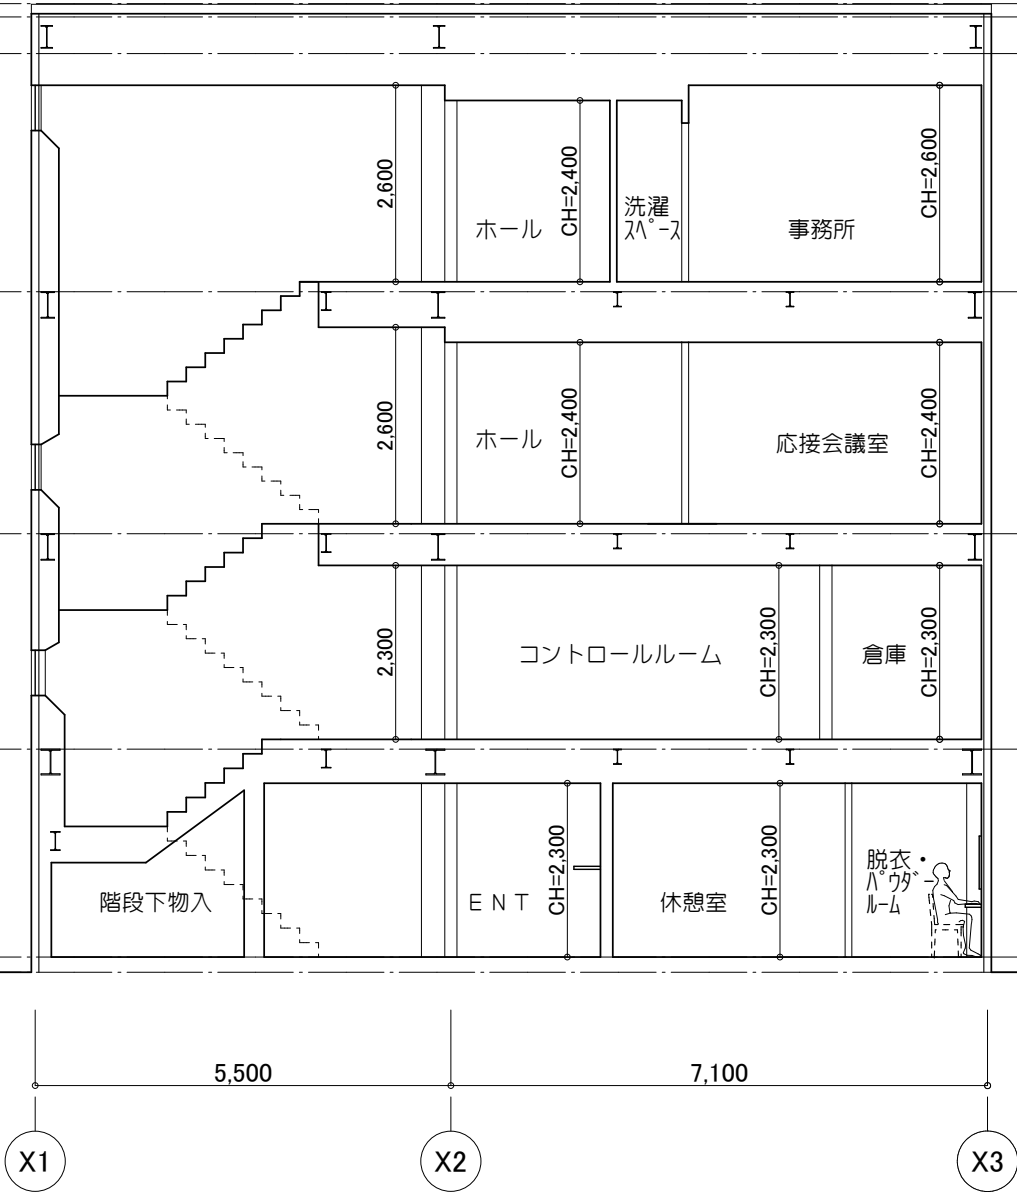 2,600
CH=2,400
CH=2,600
ホール
洗濯
スペース
事務所
2,600
CH=2,400
CH=2,400
ホール
応接会議室
2,300
CH=2,300
CH=2,300
コントロールルーム
倉庫
CH=2,300
CH=2,300
階段下物入
ENT
休憩室
脱衣・
パウダー
ルーム
5,500
7,100
X1
X2
X3